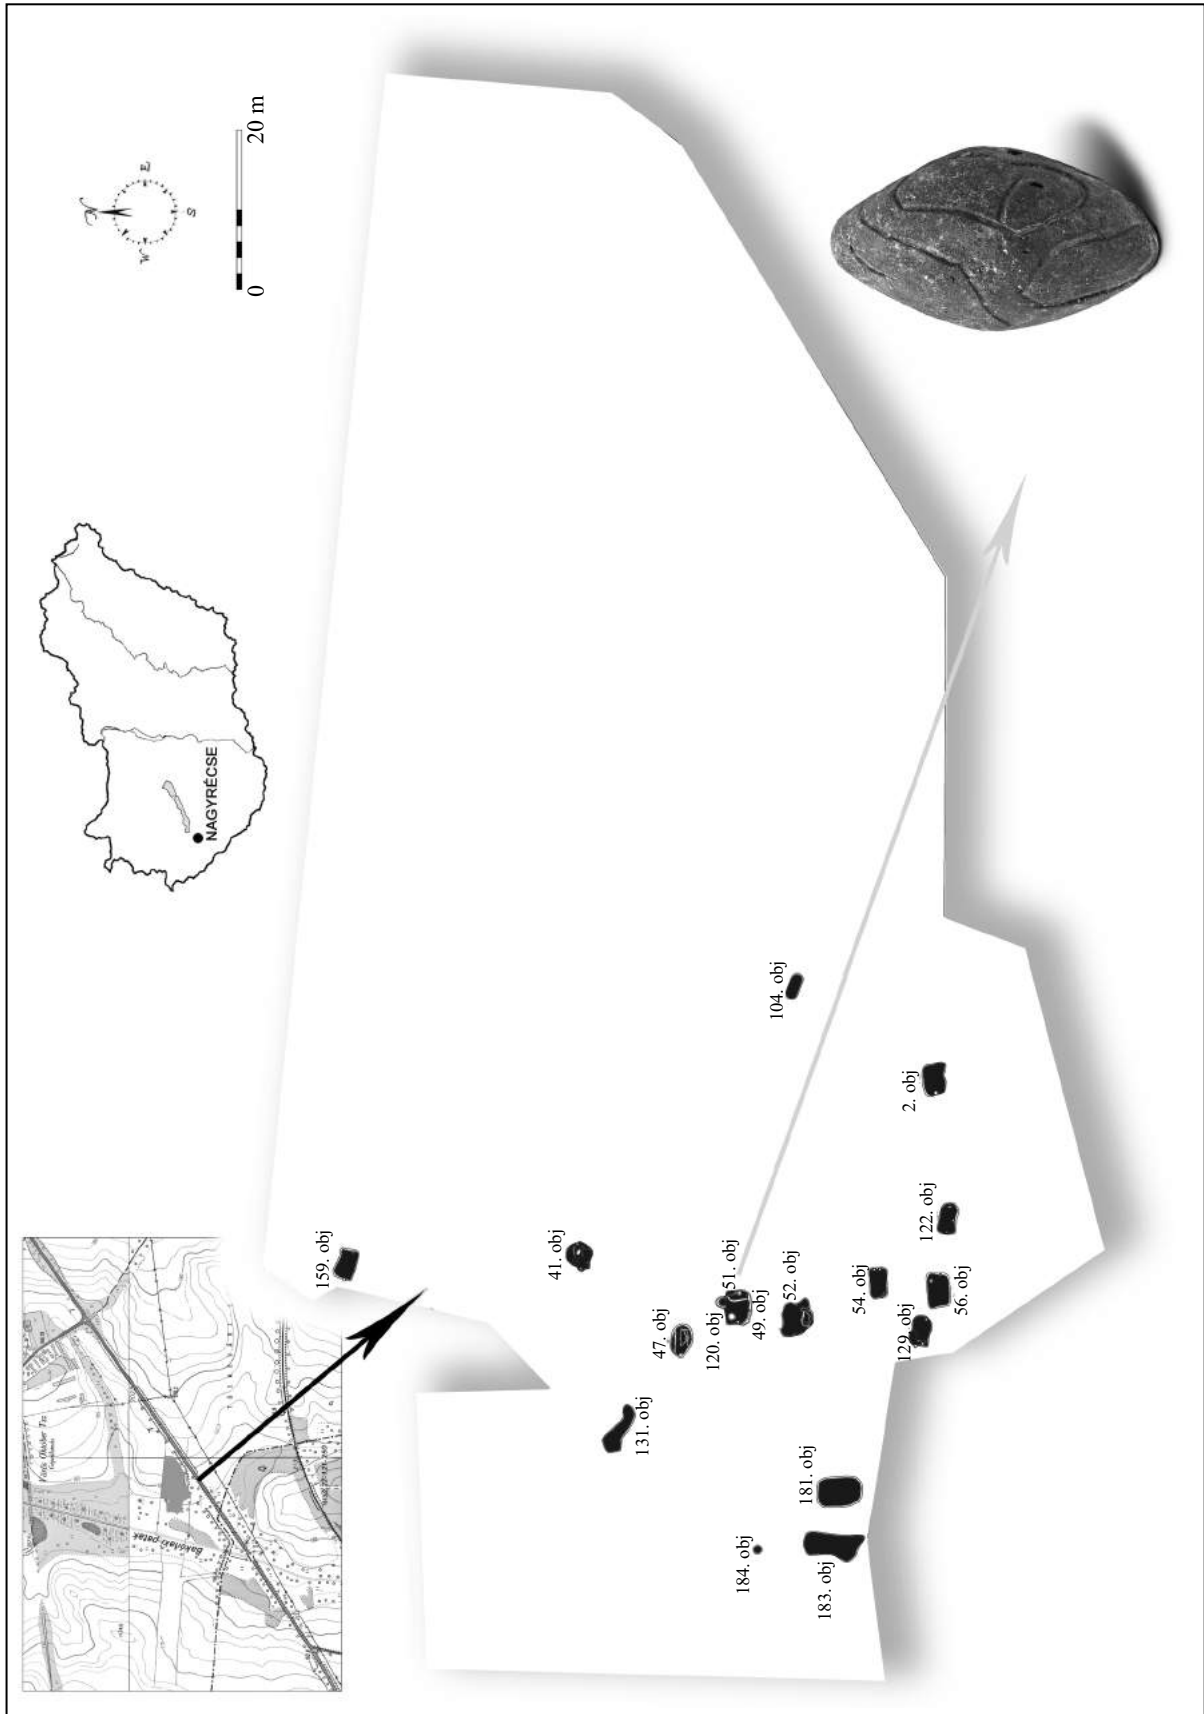 N
E
S
W
0
20 m
NAGYRÉCSE
Bakónaki-patak
159. obj
41. obj
47. obj
120. obj
51. obj
49. obj
52. obj
104. obj
2. obj
122. obj
54. obj
56. obj
129. obj
131. obj
181. obj
184. obj
183. obj